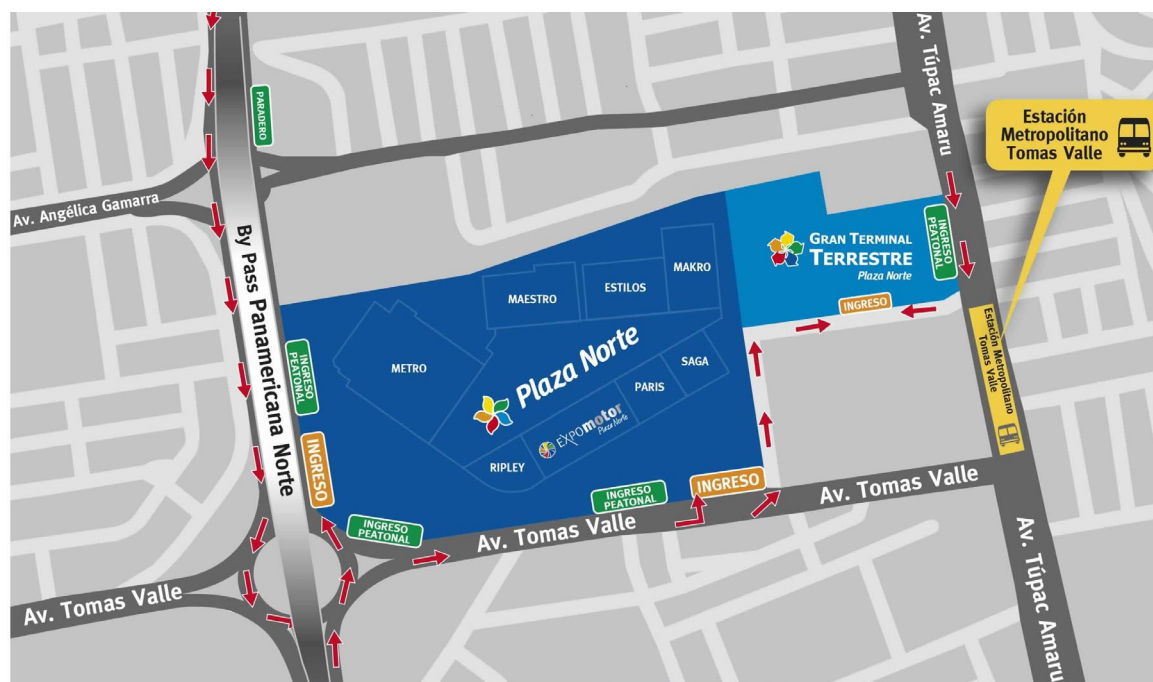 Av. Túpac Amaru
PARADERO
Estación
Metropolitano
Tomas Valle
Av. Angélica Gamarra
INGRESO
PEATONAL
GRAN TERMINAL
TERRESTRE
Plaza Norte
MAKRO
ESTILOS
MAESTRO
By Pass Panamericana Norte
INGRESO
Estación Metropolitano
Tomas Valle
Plaza Norte
SAGA
PARIS
METRO
INGRESO
PEATONAL
EXPOmotor
Plaza Norte
RIPLEY
INGRESO
INGRESO
INGRESO
PEATONAL
INGRESO
PEATONAL
Av. Tomas Valle
Av. Tomas Valle
Av. Tomas Valle
Av. Túpac Amaru